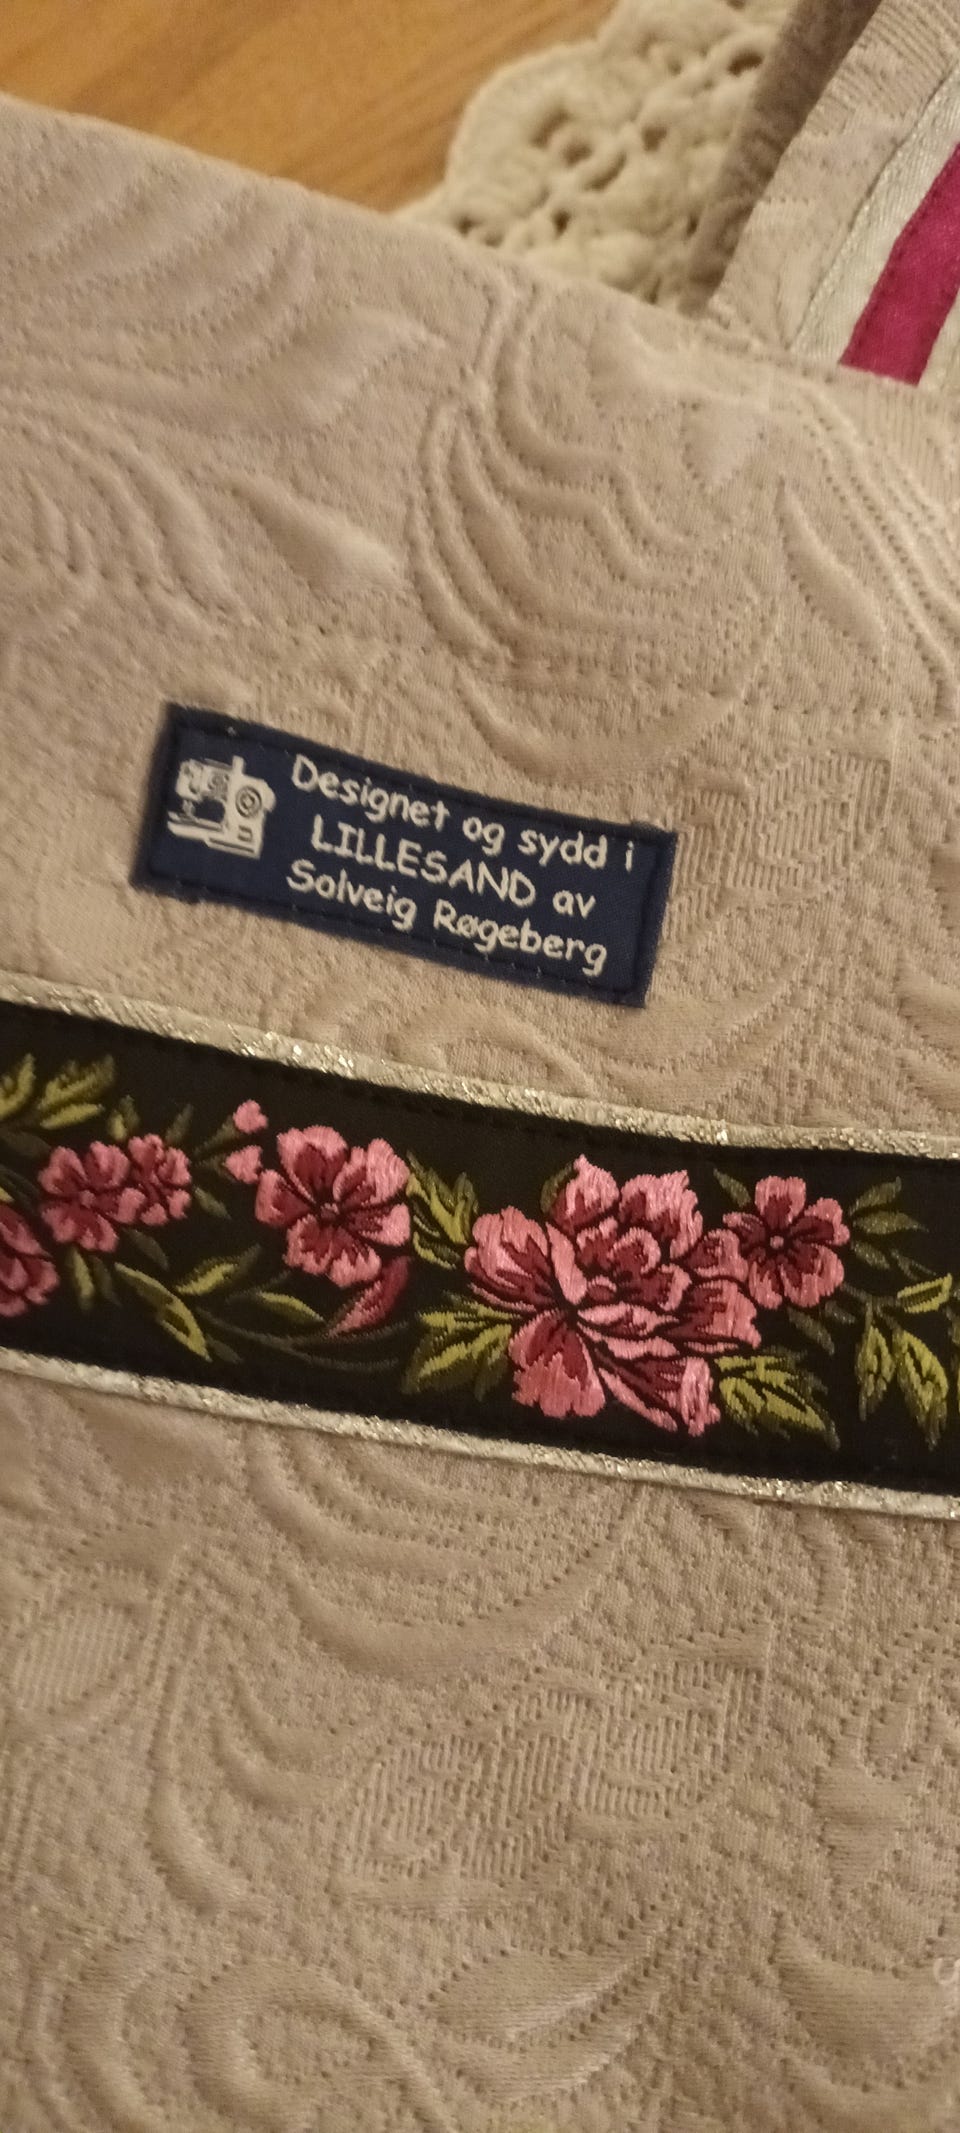 Designet og sydd i
LILLESAND av
Solveig Røgeberg